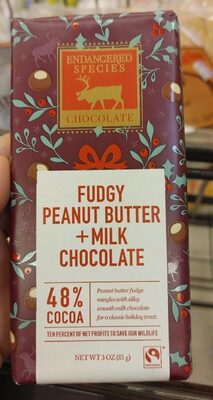 ENDANGERED
SPECIES
CHOCOLATE
FUDGY
PEANUT BUTTER
+MILK
CHOCOLATE
48%
COCOA
Peanut butter fudge
mingles with silky
smooth milk chocolate
for a classic holiday treat.
TEN PERCENT OF NET PROFITS TO SAVE OUR WILDLIFE
NET WT 3 OZ (85 g)
FAIRTRADE